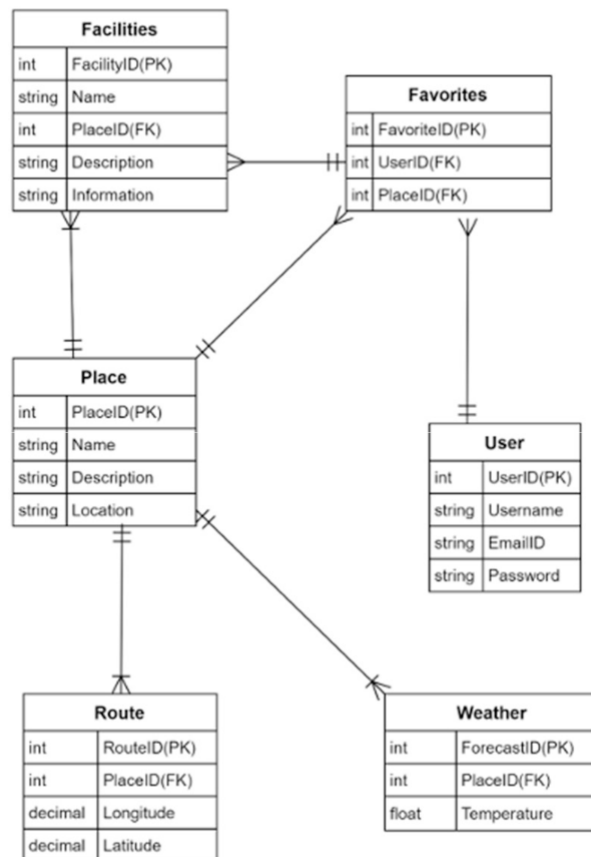 Facilities
int FacilityID(PK)
string Name
int PlaceID(FK)
string Description
string Information
Favorites
int FavoriteID(PK)
int UserID(FK)
int PlaceID(FK)
Place
int PlaceID(PK)
string Name
string Description
string Location
User
int UserID(PK)
string Username
string EmailID
string Password
Route
int RouteID(PK)
int PlaceID(FK)
decimal Longitude
decimal Latitude
Weather
int ForecastID(PK)
int PlaceID(FK)
float Temperature